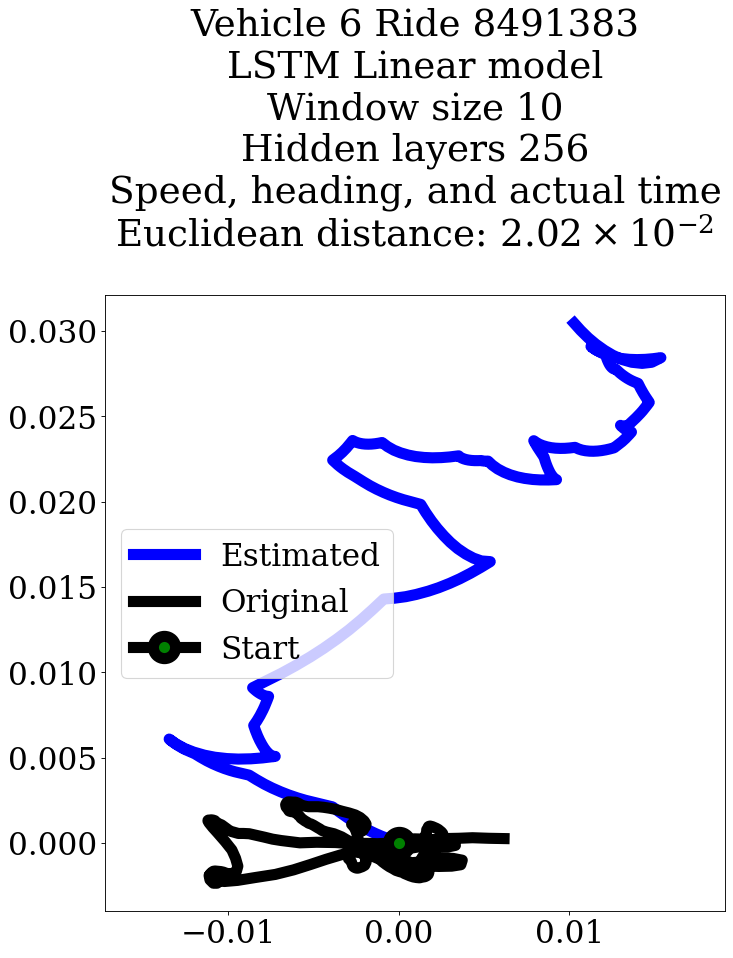 Vehicle 6 Ride 8491383
LSTM Linear model
Window size 10
Hidden layers 256
Speed, heading, and actual time
Euclidean distance: 2.02 × 10⁻²
0.030
0.025
0.020
0.015
0.010
0.005
0.000
Estimated
Original
Start
−0.01
0.00
0.01